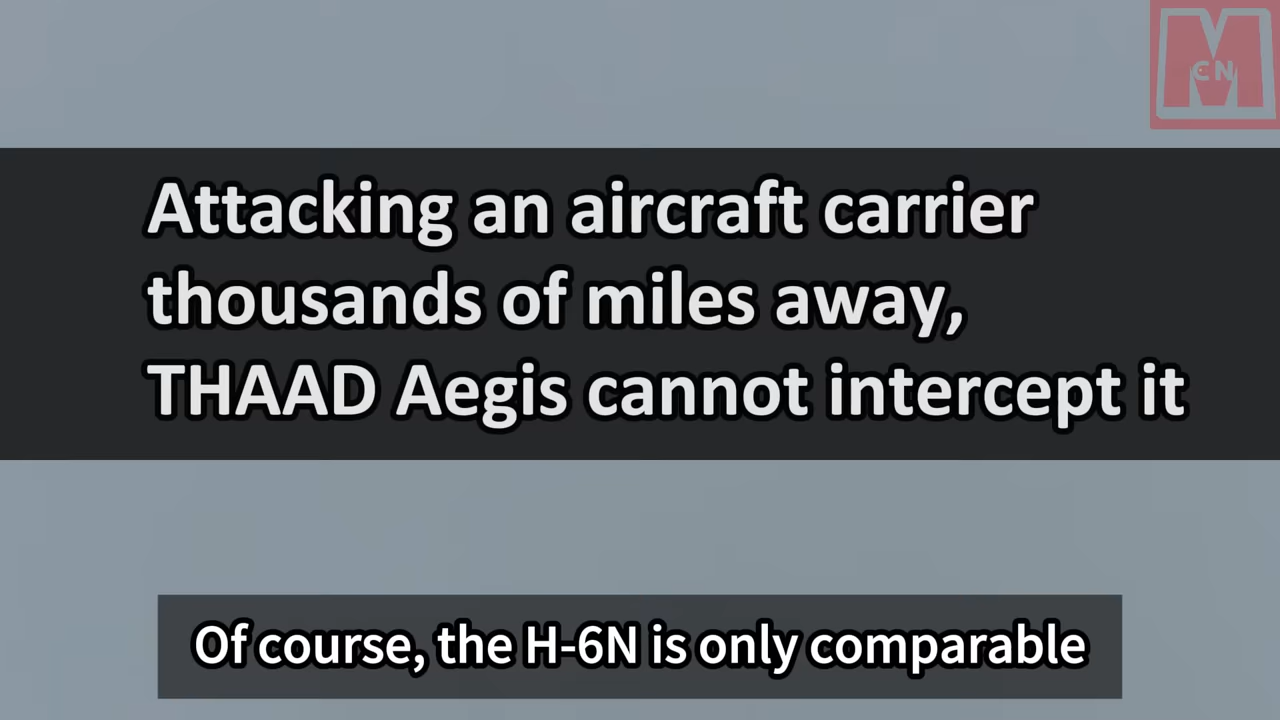 M
CN
Attacking an aircraft carrier
thousands of miles away,
THAAD Aegis cannot intercept it
Of course, the H-6N is only comparable